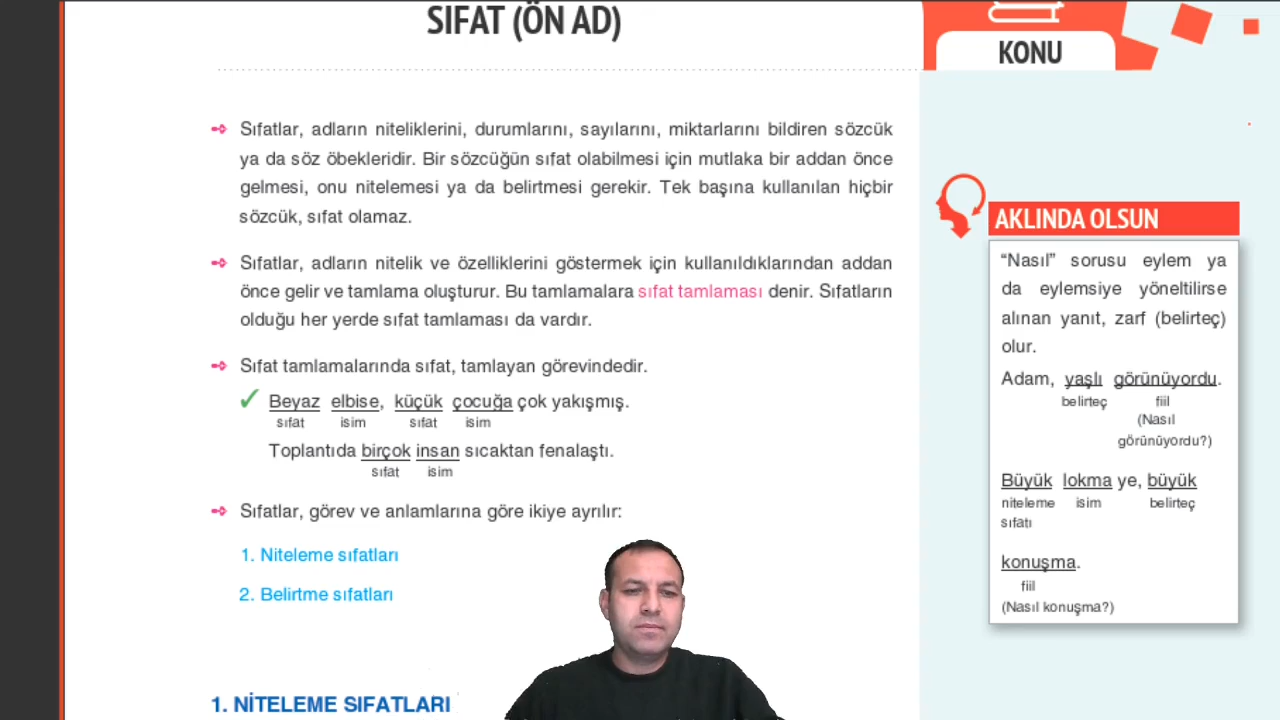 SIFAT (ÖN AD)
KONU
Sıfatlar, adların niteliklerini, durumlarını, sayılarını, miktarlarını bildiren sözcük
ya da söz öbekleridir. Bir sözcüğün sıfat olabilmesi için mutlaka bir addan önce
gelmesi, onu nitelemesi ya da belirtmesi gerekir. Tek başına kullanılan hiçbir
sözcük, sıfat olamaz.
Sıfatlar, adların nitelik ve özelliklerini göstermek için kullanıldıklarından addan
önce gelir ve tamlama oluşturur. Bu tamlamalara sıfat tamlaması denir. Sıfatların
olduğu her yerde sıfat tamlaması da vardır.
Sıfat tamlamalarında sıfat, tamlayan görevindedir.
Beyaz elbise, küçük çocuğa çok yakışmış.
sıfat isim sıfat isim
Toplantıda birçok insan sıcaktan fenalaştı.
sıfat isim
Sıfatlar, görev ve anlamlarına göre ikiye ayrılır:
1. Niteleme sıfatları
2. Belirtme sıfatları
1. NİTELEME SIFATLARI
AKLINDA OLSUN
“Nasıl” sorusu eylem ya
da eylemsiye yöneltilirse
alınan yanıt, zarf (belirteç)
olur.
Adam, yaşlı görünüyordu.
belirteç fiil
(Nasıl
görünüyordu?)
Büyük lokma ye, büyük
niteleme isim belirteç
sıfatı
konuşma.
fiil
(Nasıl konuşma?)